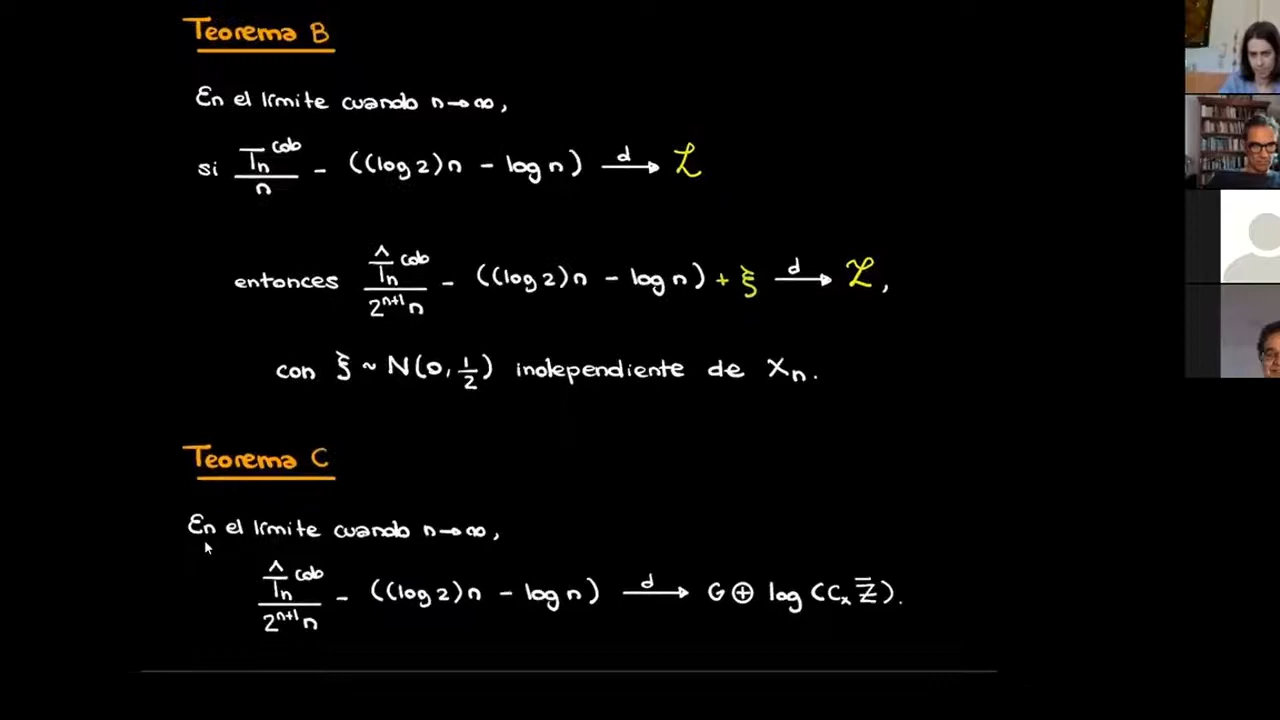 Teorema B
En el límite cuando n→∞,
si T_n^cob / n − ((log 2)n − log n) —d→ ℒ
entonces T̂_n^cob / 2^{n+1} n − ((log 2)n − log n) + ξ —d→ ℒ,
con ξ ~ N(0, 1/2) independiente de X_n.
Teorema C
En el límite cuando n→∞,
T̂_n^cob / 2^{n+1} n − ((log 2)n − log n) —d→ G ⊕ log(C_x Z̄).